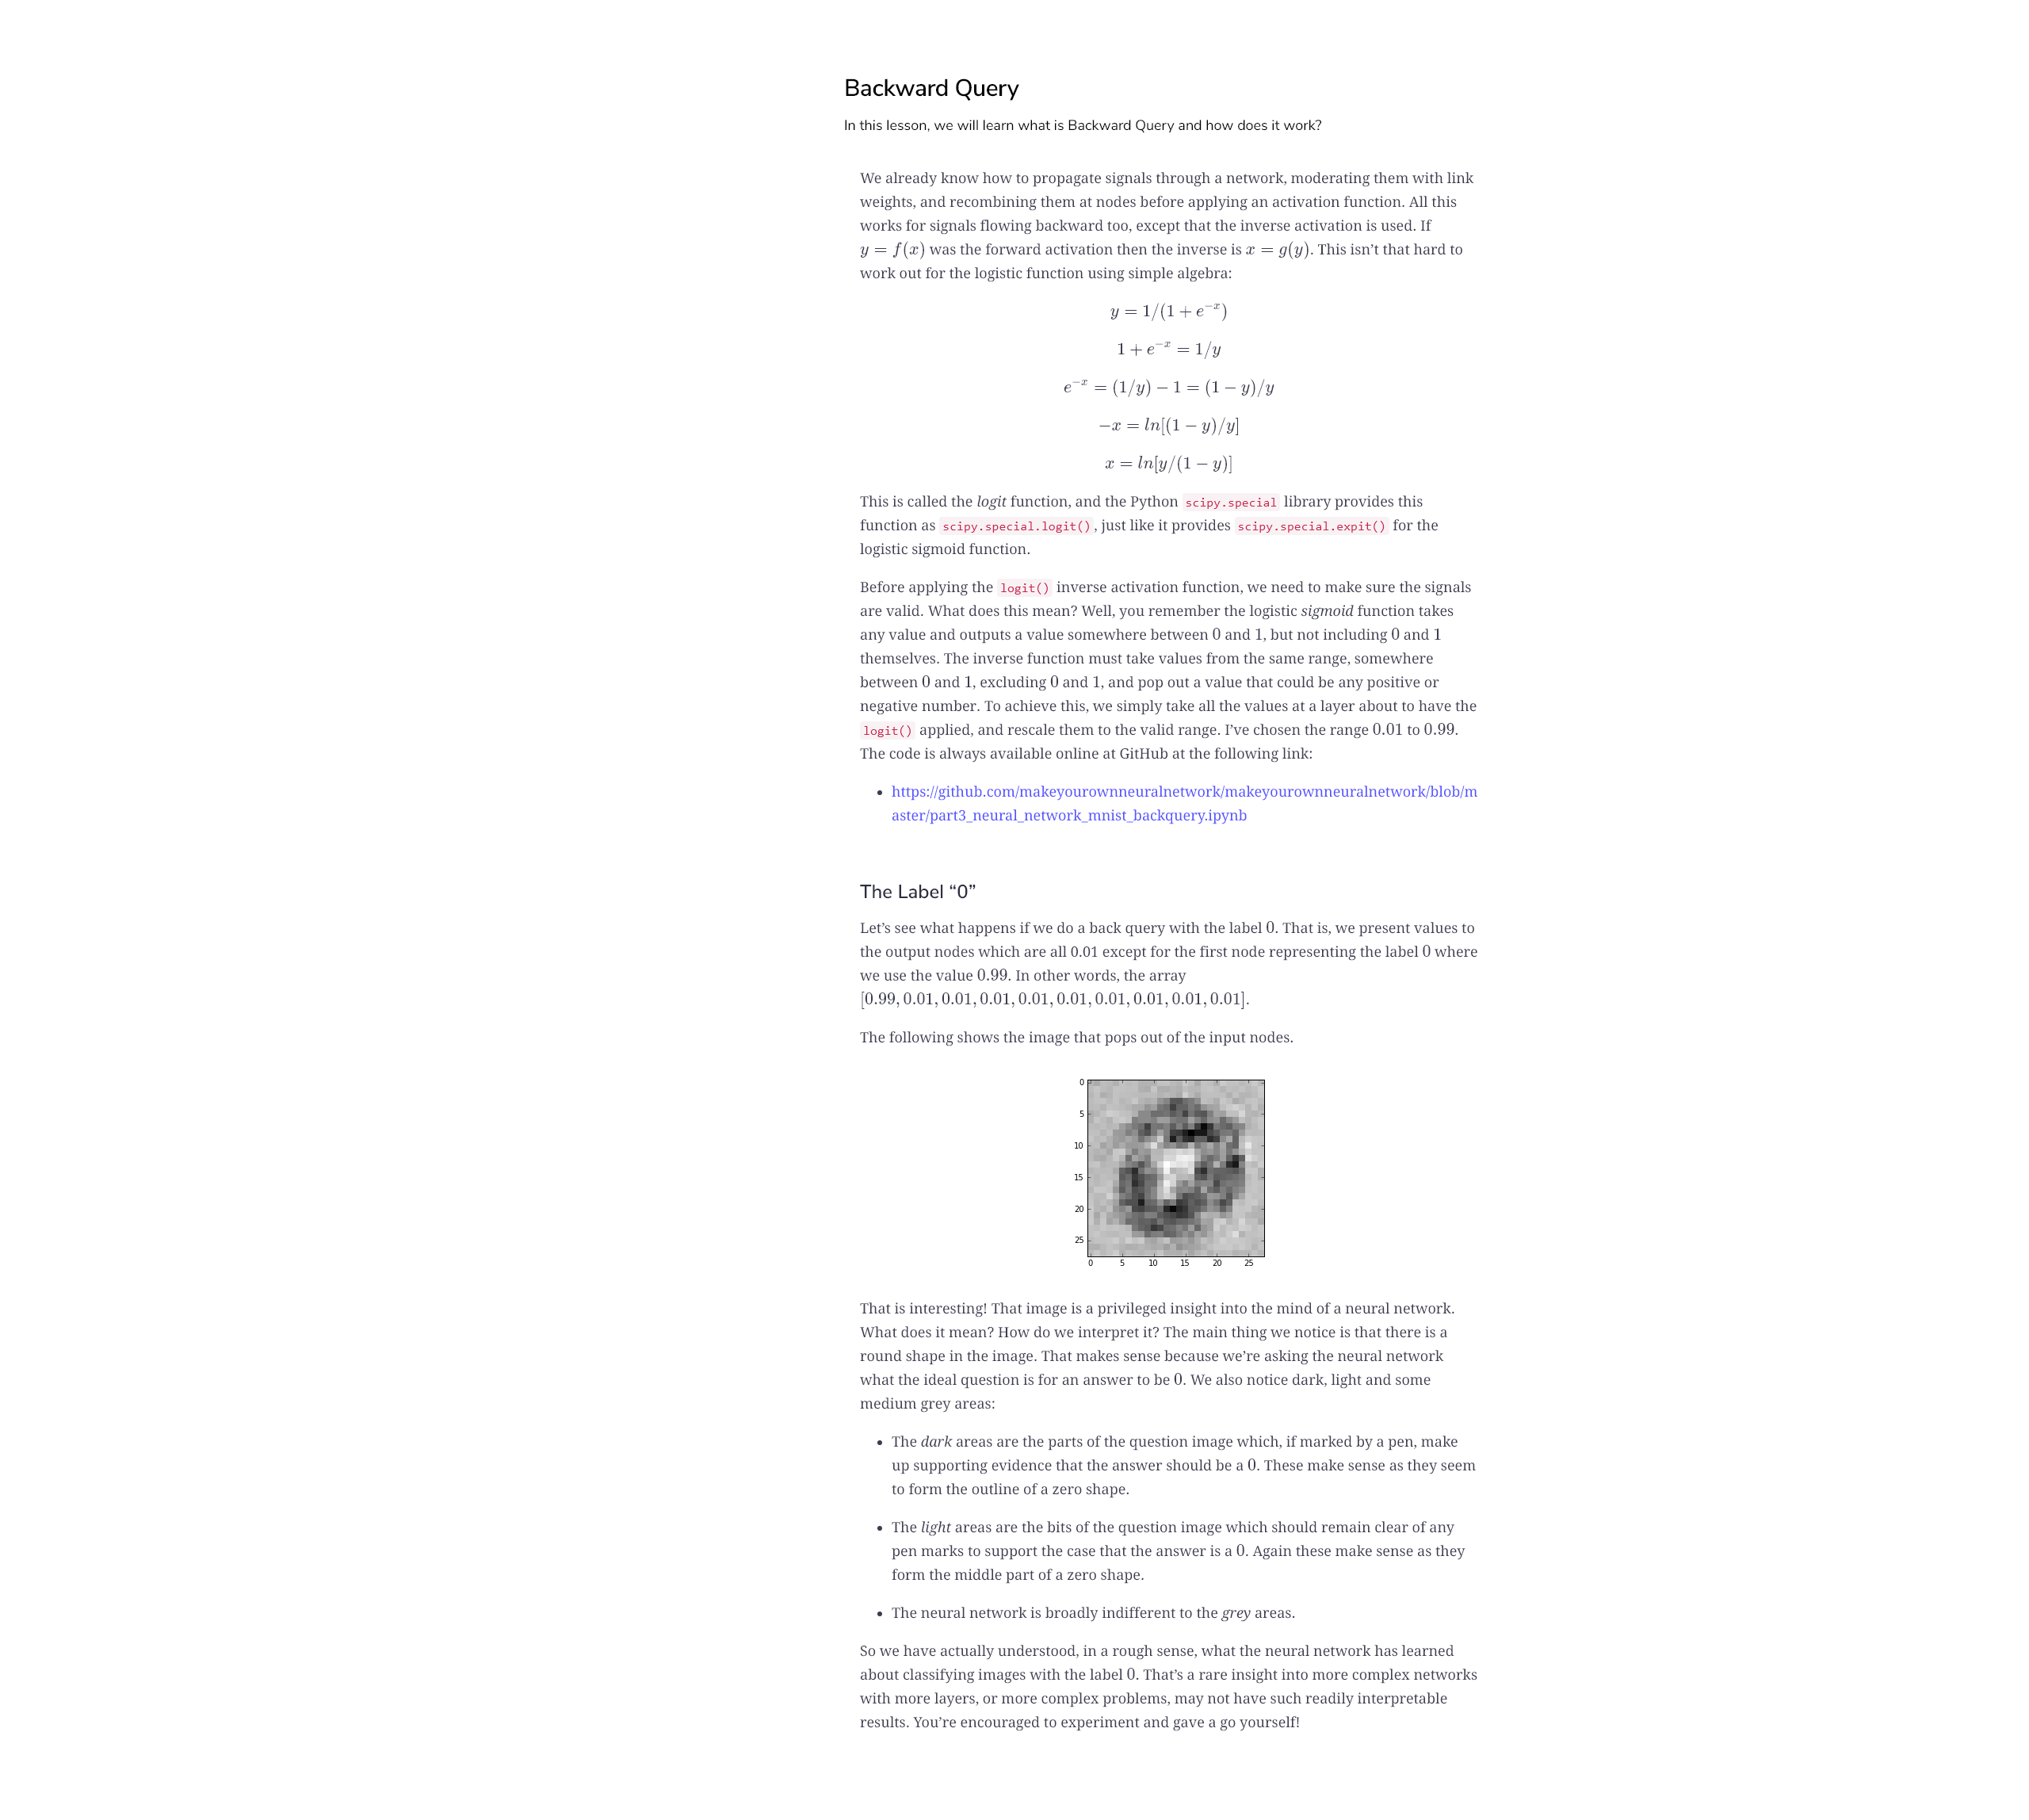 Backward Query
In this lesson, we will learn what is Backward Query and how does it work?
We already know how to propagate signals through a network, moderating them with link
weights, and recombining them at nodes before applying an activation function. All this
works for signals flowing backward too, except that the inverse activation is used. If
y = f(x) was the forward activation then the inverse is x = g(y). This isn’t that hard to
work out for the logistic function using simple algebra:
y = 1/(1 + e^{−x})
1 + e^{−x} = 1/y
e^{−x} = (1/y) − 1 = (1 − y)/y
−x = ln[(1 − y)/y]
x = ln[y/(1 − y)]
This is called the logit function, and the Python scipy.special library provides this
function as scipy.special.logit(), just like it provides scipy.special.expit() for the
logistic sigmoid function.
Before applying the logit() inverse activation function, we need to make sure the signals
are valid. What does this mean? Well, you remember the logistic sigmoid function takes
any value and outputs a value somewhere between 0 and 1, but not including 0 and 1
themselves. The inverse function must take values from the same range, somewhere
between 0 and 1, excluding 0 and 1, and pop out a value that could be any positive or
negative number. To achieve this, we simply take all the values at a layer about to have the
logit() applied, and rescale them to the valid range. I’ve chosen the range 0.01 to 0.99.
The code is always available online at GitHub at the following link:
• https://github.com/makeyourownneuralnetwork/makeyourownneuralnetwork/blob/m
aster/part3_neural_network_mnist_backquery.ipynb
The Label “0”
Let’s see what happens if we do a back query with the label 0. That is, we present values to
the output nodes which are all 0.01 except for the first node representing the label 0 where
we use the value 0.99. In other words, the array
[0.99, 0.01, 0.01, 0.01, 0.01, 0.01, 0.01, 0.01, 0.01, 0.01].
The following shows the image that pops out of the input nodes.
0
5
10
15
20
25
0 5 10 15 20 25
That is interesting! That image is a privileged insight into the mind of a neural network.
What does it mean? How do we interpret it? The main thing we notice is that there is a
round shape in the image. That makes sense because we’re asking the neural network
what the ideal question is for an answer to be 0. We also notice dark, light and some
medium grey areas:
• The dark areas are the parts of the question image which, if marked by a pen, make
up supporting evidence that the answer should be a 0. These make sense as they seem
to form the outline of a zero shape.
• The light areas are the bits of the question image which should remain clear of any
pen marks to support the case that the answer is a 0. Again these make sense as they
form the middle part of a zero shape.
• The neural network is broadly indifferent to the grey areas.
So we have actually understood, in a rough sense, what the neural network has learned
about classifying images with the label 0. That’s a rare insight into more complex networks
with more layers, or more complex problems, may not have such readily interpretable
results. You’re encouraged to experiment and gave a go yourself!